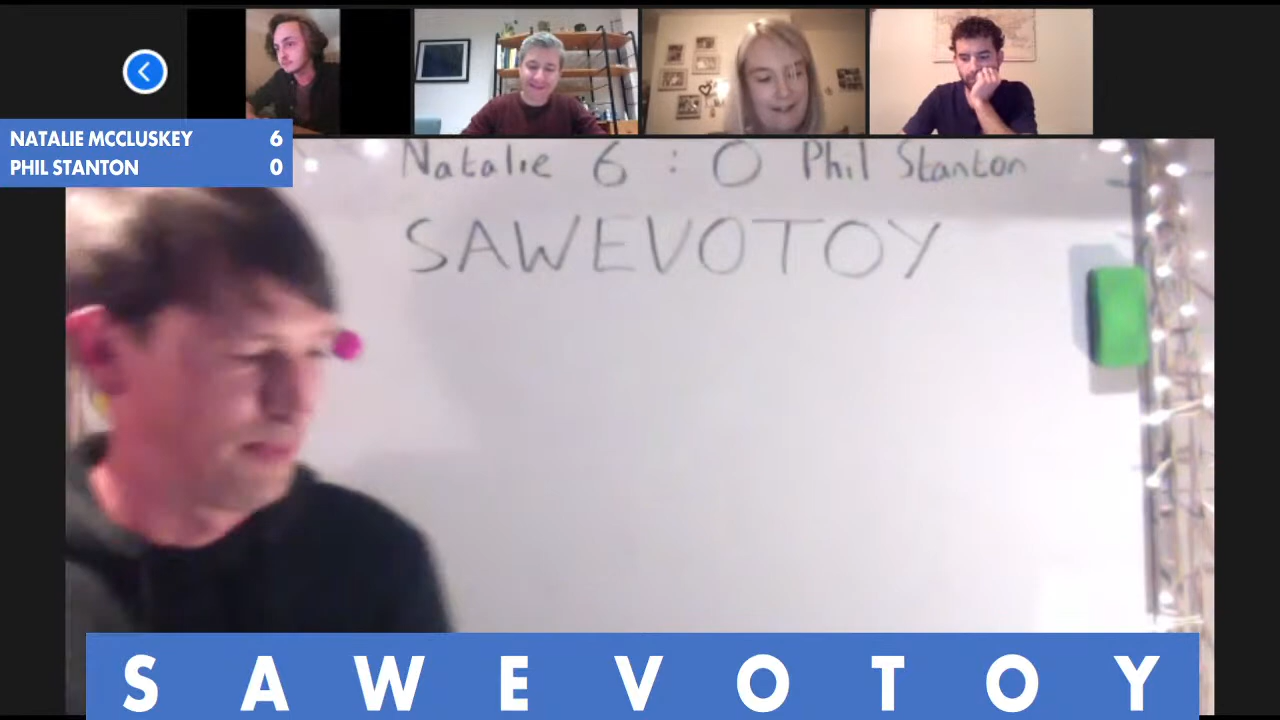 NATALIE MCCLUSKEY 6
PHIL STANTON 0
Natalie 6 : 0 Phil Stanton
SAWEVOTOY
S A W E V O T O Y